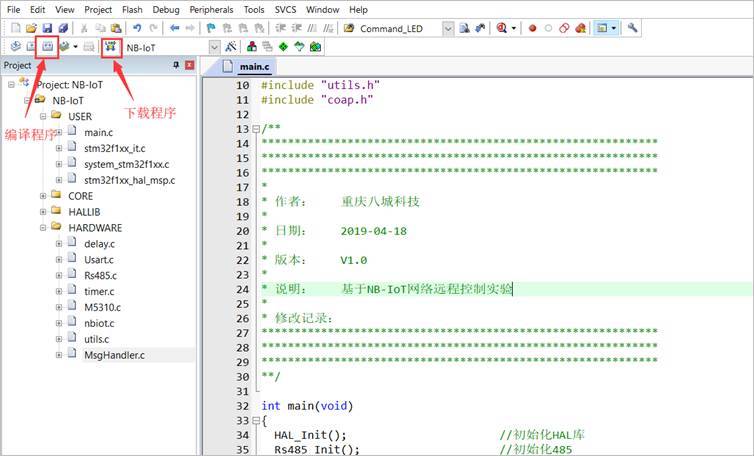 File Edit View Project Flash Debug Peripherals Tools SVCS Window Help
Command_LED
LOAD NB-IoT
Project
main.c
Project: NB-IoT
NB-IoT
USER
main.c
stm32f1xx_it.c
system_stm32f1xx.c
stm32f1xx_hal_msp.c
CORE
HALLIB
HARDWARE
delay.c
Usart.c
Rs485.c
timer.c
M5310.c
nbiot.c
utils.c
MsgHandler.c
编译程序
下载程序
10 #include "utils.h"
11 #include "coap.h"
12
13 /**
14 ************************************************************
15 ************************************************************
16 ************************************************************
17 *
18 * 作者: 重庆八城科技
19 *
20 * 日期: 2019-04-18
21 *
22 * 版本: V1.0
23 *
24 * 说明: 基于NB-IoT网络远程控制实验
25 *
26 * 修改记录:
27 ************************************************************
28 ************************************************************
29 ************************************************************
30 **/
31
32 int main(void)
33 {
34 HAL_Init(); //初始化HAL库
35 Rs485_Init(); //初始化485